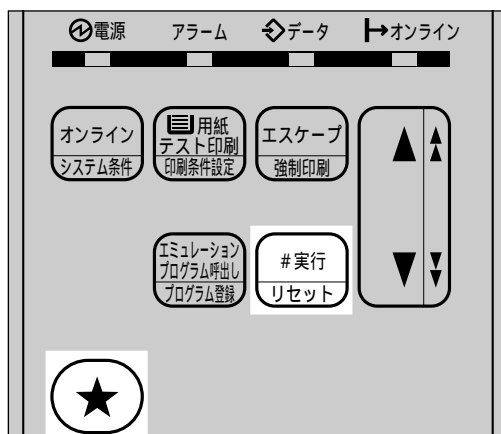 電源 アラーム データ オンライン
オンライン
システム条件
用紙
テスト印刷
印刷条件設定
エスケープ
強制印刷
エミュレーション
プログラム呼出し
プログラム登録
#実行
リセット